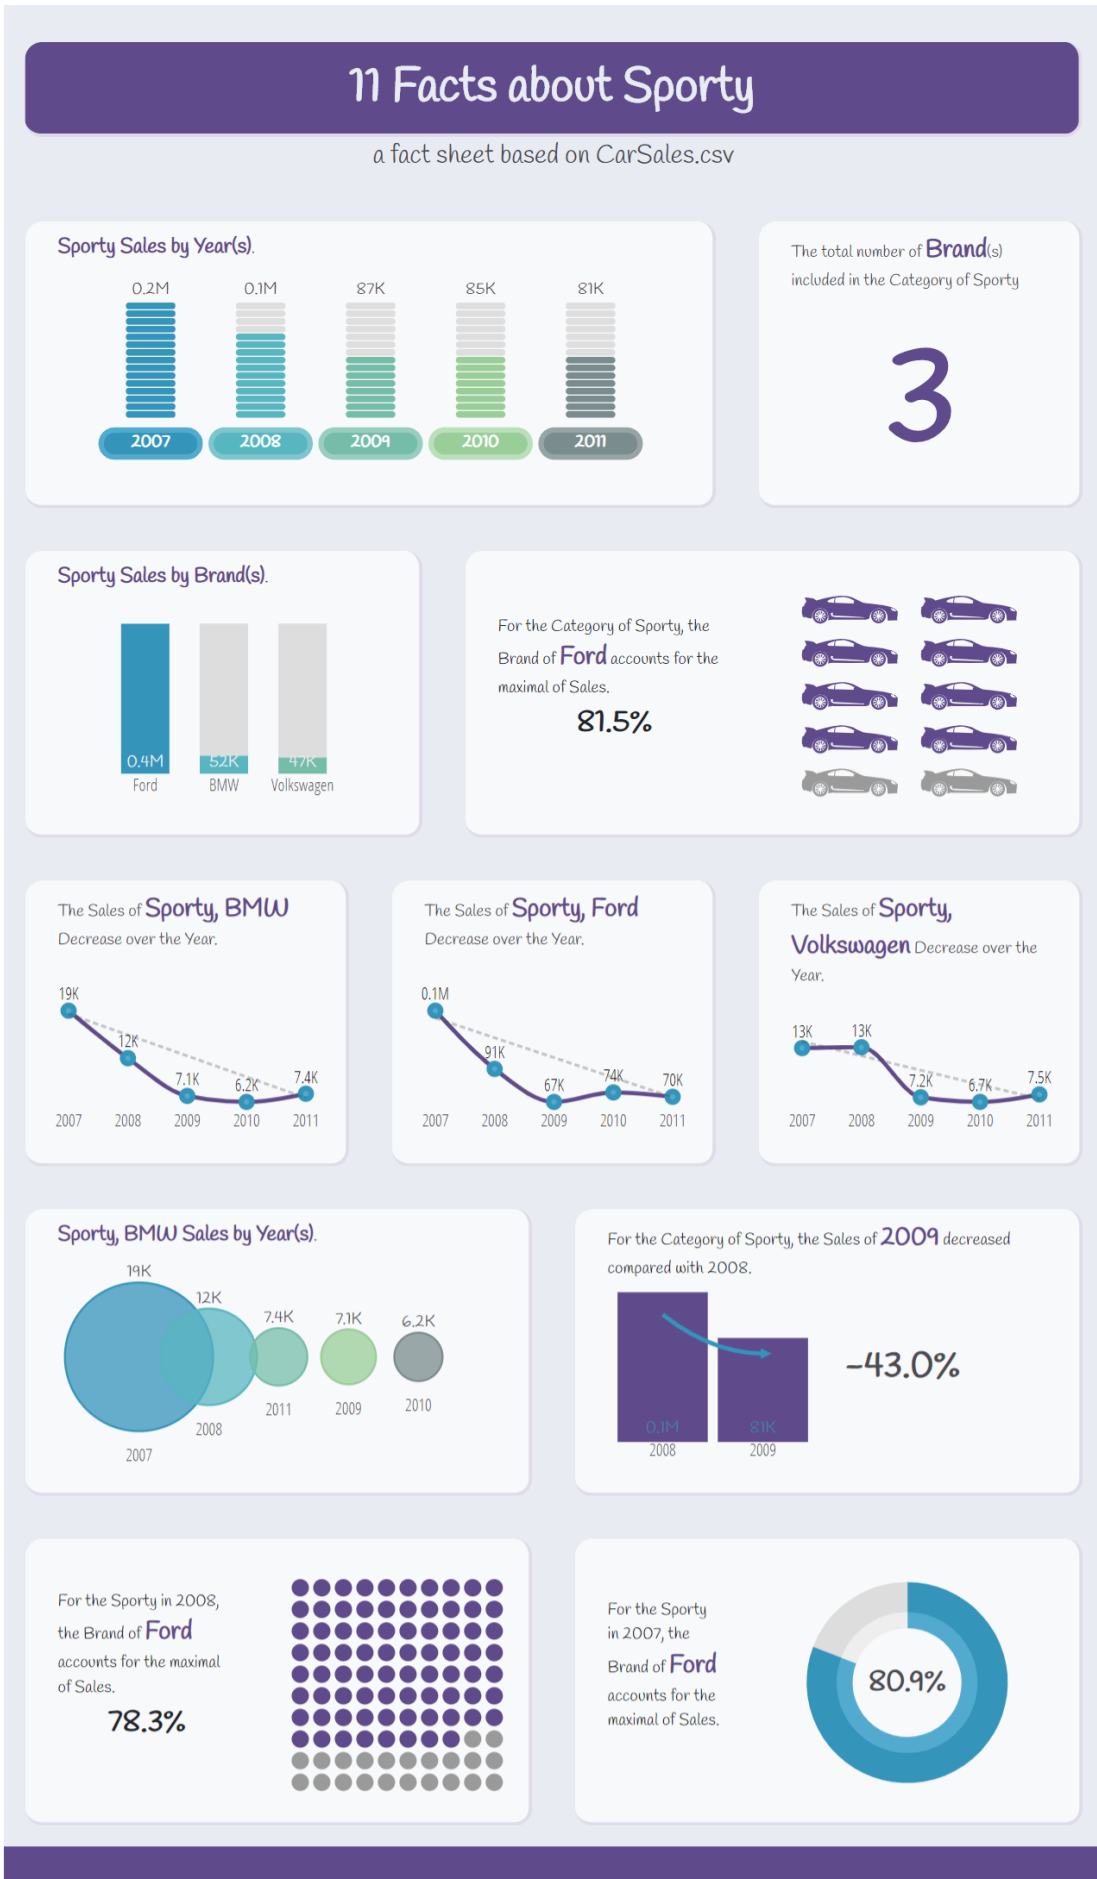 11 Facts about Sporty
a fact sheet based on CarSales.csv
Sporty Sales by Year(s).
0.2M 0.1M 87K 85K 81K
2007 2008 2009 2010 2011
The total number of Brand(s)
included in the Category of Sporty
3
Sporty Sales by Brand(s).
0.4M 52K 47K
Ford BMW Volkswagen
For the Category of Sporty, the
Brand of Ford accounts for the
maximal of Sales.
81.5%
The Sales of Sporty, BMW
Decrease over the Year.
19K 12K 7.1K 6.2K 7.4K
2007 2008 2009 2010 2011
The Sales of Sporty, Ford
Decrease over the Year.
0.1M 91K 67K 74K 70K
2007 2008 2009 2010 2011
The Sales of Sporty,
Volkswagen Decrease over the
Year.
13K 13K 7.2K 6.7K 7.5K
2007 2008 2009 2010 2011
Sporty, BMW Sales by Year(s).
19K 12K 7.4K 7.1K 6.2K
2007 2008 2011 2009 2010
For the Category of Sporty, the Sales of 2009 decreased
compared with 2008.
0.1M 81K
2008 2009
-43.0%
For the Sporty in 2008,
the Brand of Ford
accounts for the maximal
of Sales.
78.3%
For the Sporty
in 2007, the
Brand of Ford
accounts for the
maximal of Sales.
80.9%